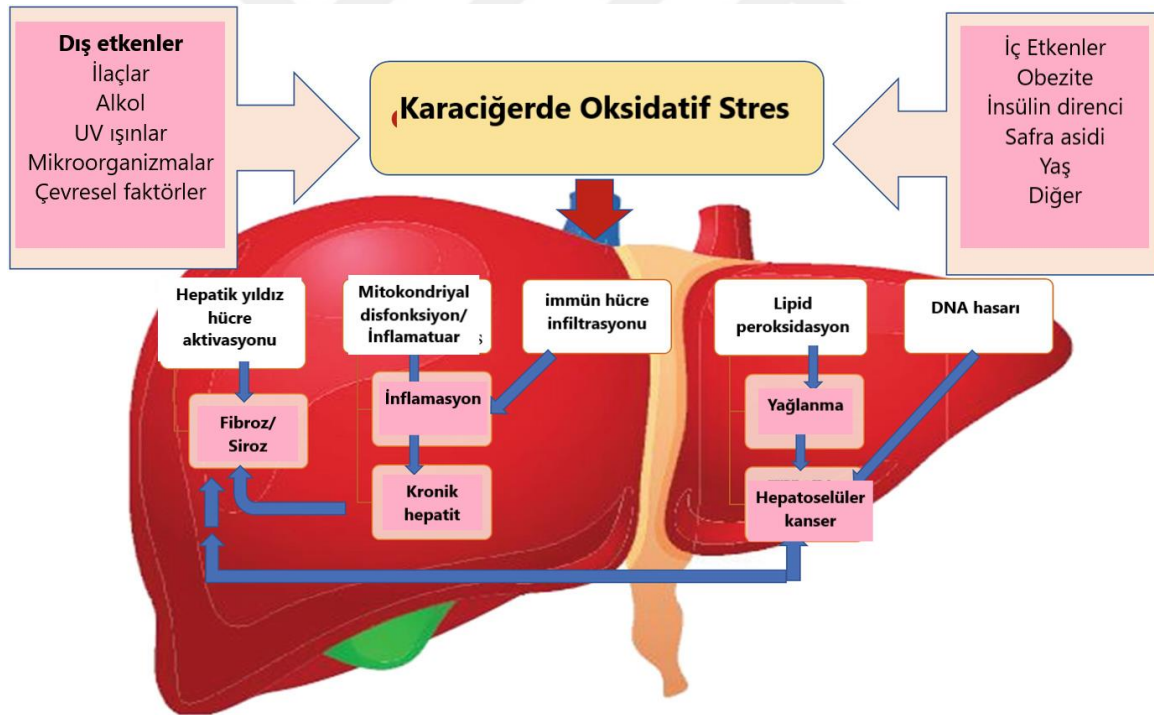 Dış etkenler
İlaçlar
Alkol
UV ışınlar
Mikroorganizmalar
Çevresel faktörler
Karaciğerde Oksidatif Stres
İç Etkenler
Obezite
İnsülin direnci
Safra asidi
Yaş
Diğer
Hepatik yıldız
hücre
aktivasyonu
Mitokondriyal
disfonksiyon/
İnflamatuar
s
immün hücre
infiltrasyonu
Lipid
peroksidasyon
DNA hasarı
Fibroz/
Siroz
İnflamasyon
Kronik
hepatit
Yağlanma
Hepatoselüler
kanser